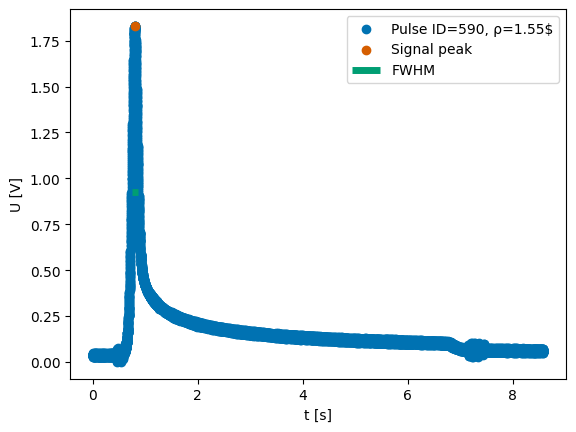 Pulse ID=590, ρ=1.55$
Signal peak
FWHM
1.75
1.50
1.25
1.00
0.75
0.50
0.25
0.00
U [V]
0 2 4 6 8
t [s]